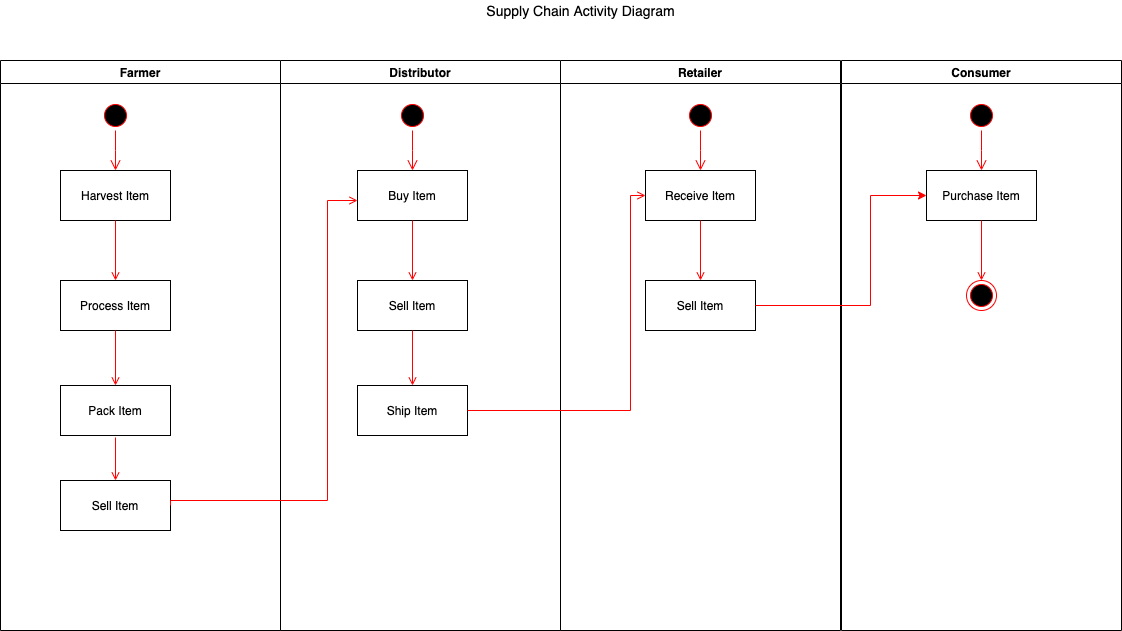 Supply Chain Activity Diagram
Farmer
Distributor
Retailer
Consumer
Harvest Item
Buy Item
Receive Item
Purchase Item
Process Item
Sell Item
Sell Item
Pack Item
Ship Item
Sell Item